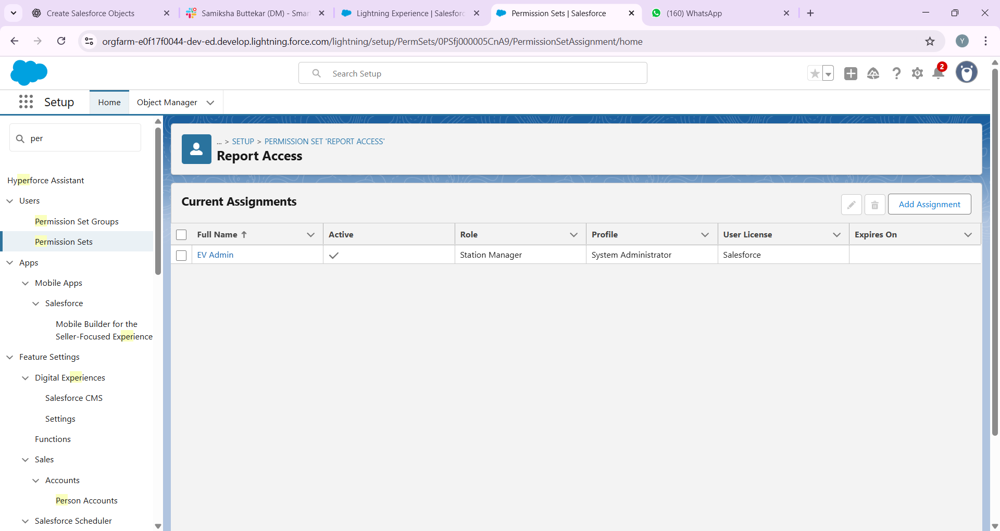 Create Salesforce Objects
Samiksha Buttekar (DM) - Smar
Lightning Experience | Salesforc
Permission Sets | Salesforce
(160) WhatsApp
orgfarm-e0f17f0044-dev-ed.develop.lightning.force.com/lightning/setup/PermSets/0PSfj000005CnA9/PermissionSetAssignment/home
Y
Search Setup
2
Setup
Home
Object Manager
per
Hyperforce Assistant
Users
Permission Set Groups
Permission Sets
Apps
Mobile Apps
Salesforce
Mobile Builder for the
Seller-Focused Experience
Feature Settings
Digital Experiences
Salesforce CMS
Settings
Functions
Sales
Accounts
Person Accounts
Salesforce Scheduler
... > SETUP > PERMISSION SET 'REPORT ACCESS'
Report Access
Current Assignments
Add Assignment
Full Name Active Role Profile User License Expires On
EV Admin Station Manager System Administrator Salesforce